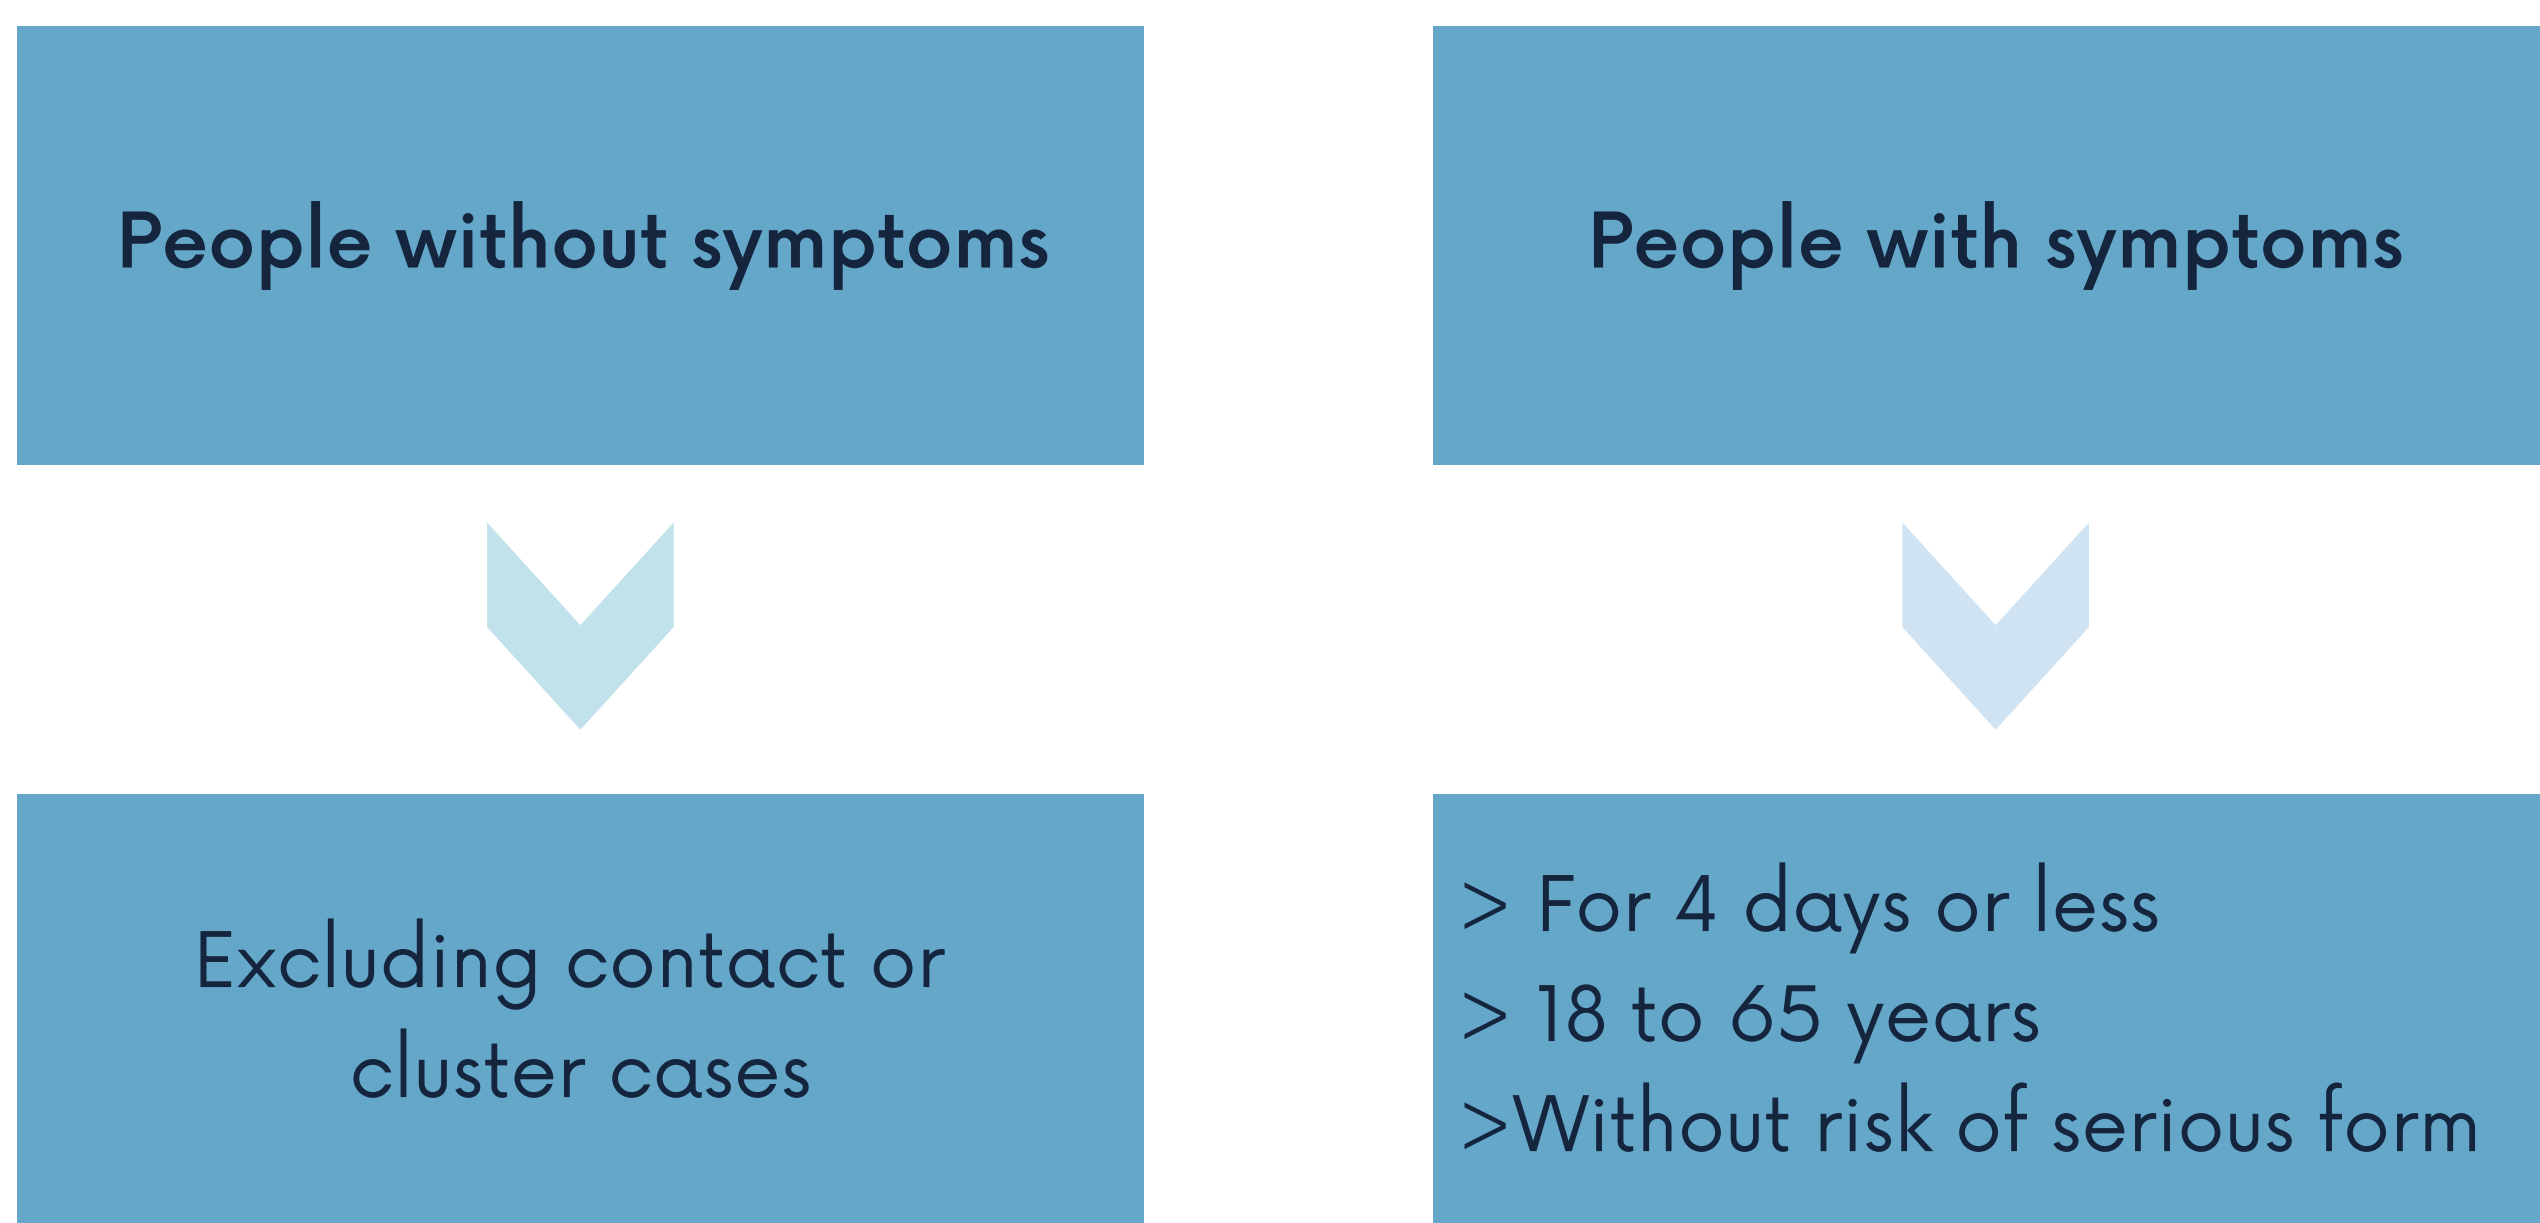 People without symptoms
People with symptoms
Excluding contact or
cluster cases
> For 4 days or less
> 18 to 65 years
>Without risk of serious form